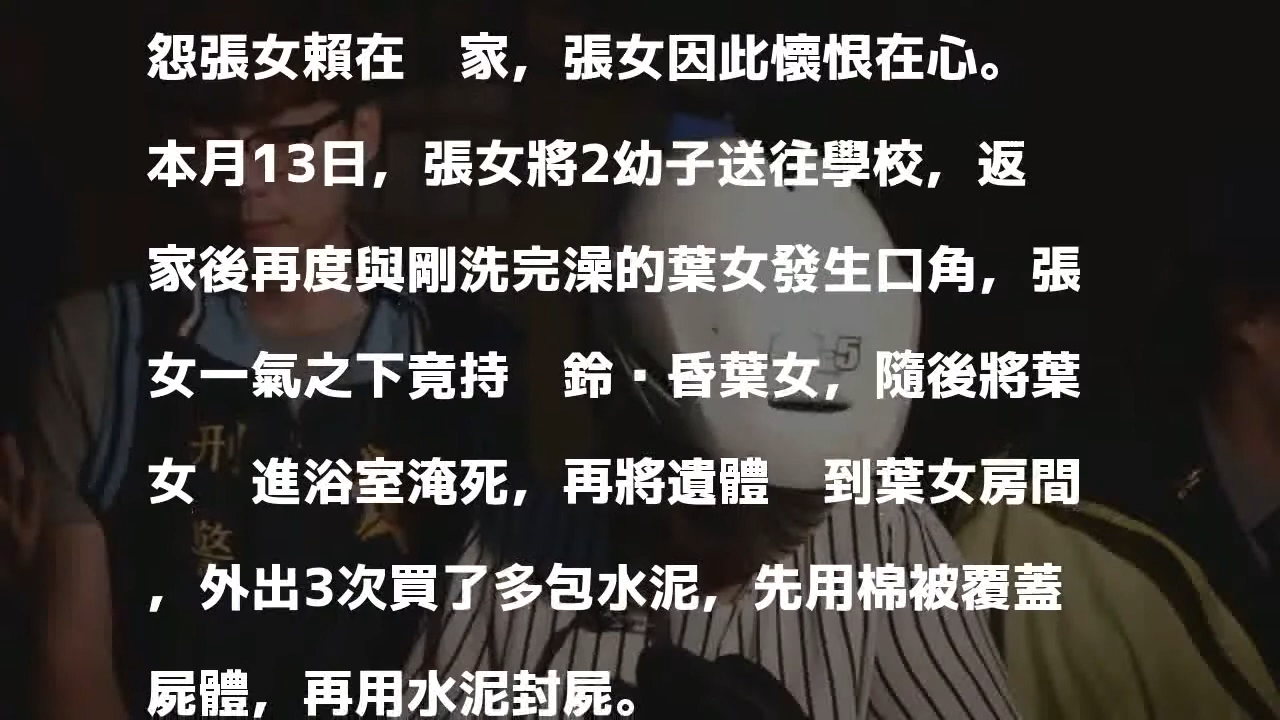 怨張女賴在　家，張女因此懷恨在心。
本月13日，張女將2幼子送往學校，返
家後再度與剛洗完澡的葉女發生口角，張
女一氣之下竟持　鈴▪昏葉女，隨後將葉
女　進浴室淹死，再將遺體　到葉女房間
，外出3次買了多包水泥，先用棉被覆蓋
屍體，再用水泥封屍。
刑
警